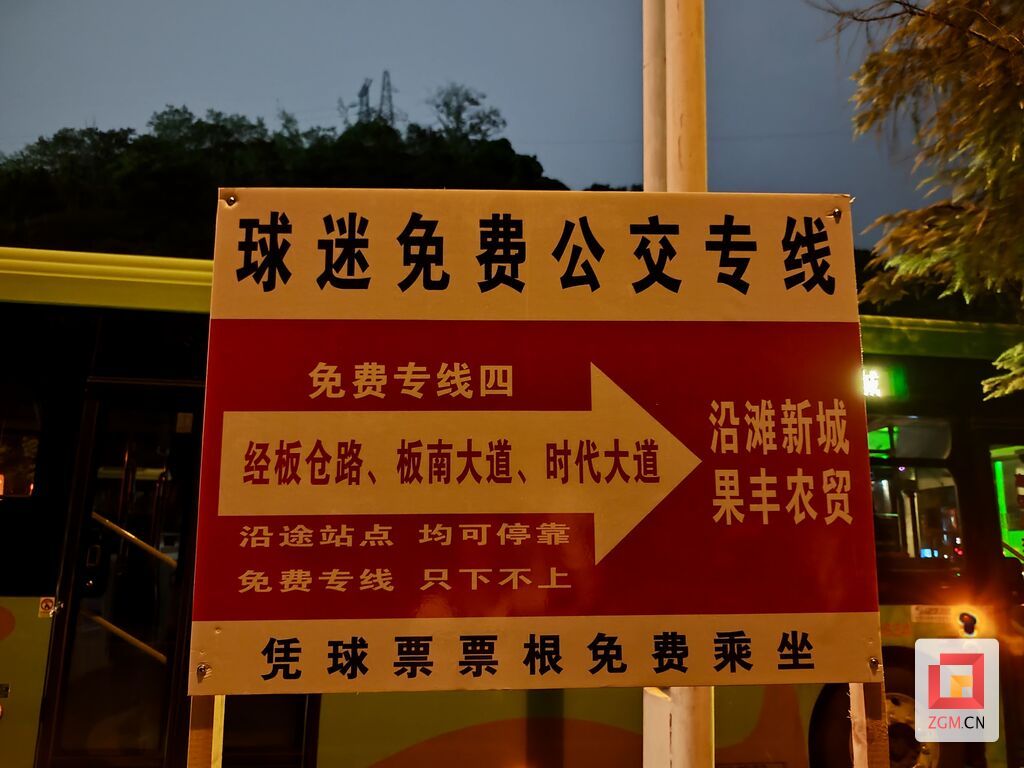 球迷免费公交专线
免费专线四
经板仓路、板南大道、时代大道
沿滩新城
果丰农贸
沿途站点 均可停靠
免费专线 只下不上
凭球票票根免费乘坐
城
ZGM.CN